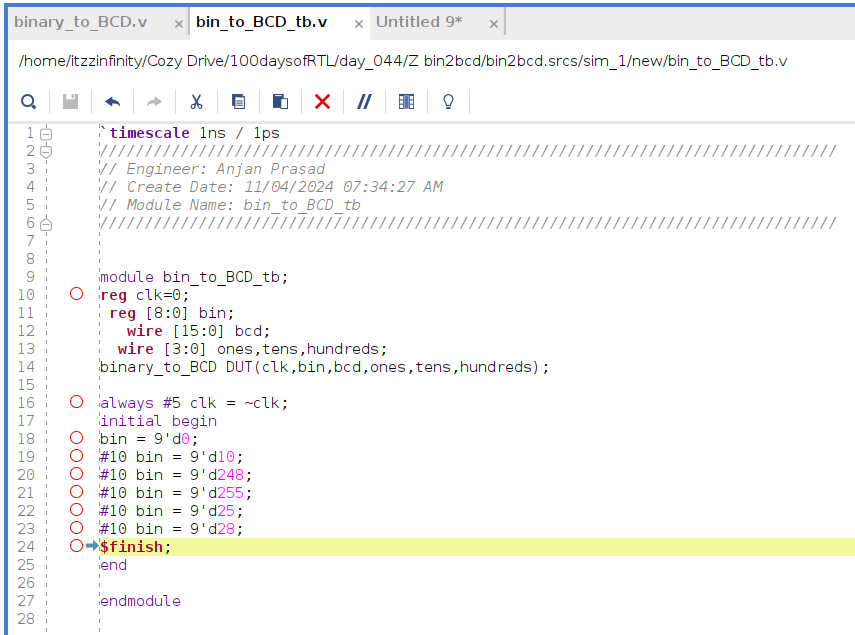 binary_to_BCD.v × bin_to_BCD_tb.v × Untitled 9* ×
/home/itzzinfinity/Cozy Drive/100daysofRTL/day_044/Z bin2bcd/bin2bcd.srcs/sim_1/new/bin_to_BCD_tb.v
1 `timescale 1ns / 1ps
2 //////////////////////////////////////////////////////////////////////////////////
3 // Engineer: Anjan Prasad
4 // Create Date: 11/04/2024 07:34:27 AM
5 // Module Name: bin_to_BCD_tb
6 //////////////////////////////////////////////////////////////////////////////////
7
8
9 module bin_to_BCD_tb;
10 reg clk=0;
11 reg [8:0] bin;
12 wire [15:0] bcd;
13 wire [3:0] ones,tens,hundreds;
14 binary_to_BCD DUT(clk,bin,bcd,ones,tens,hundreds);
15
16 always #5 clk = ~clk;
17 initial begin
18 bin = 9'd0;
19 #10 bin = 9'd10;
20 #10 bin = 9'd248;
21 #10 bin = 9'd255;
22 #10 bin = 9'd25;
23 #10 bin = 9'd28;
24 $finish;
25 end
26
27 endmodule
28